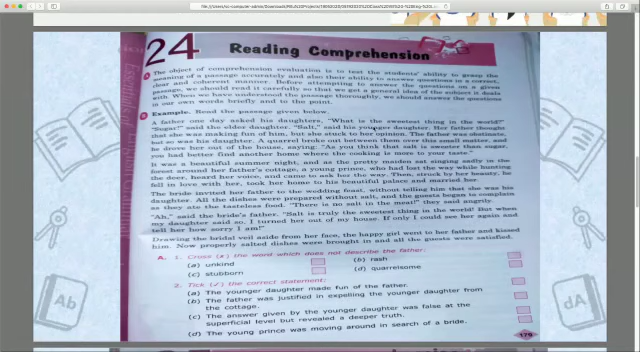 24
Reading Comprehension
The object of comprehension evaluation is to test the students' ability to grasp the
meaning of a passage accurately and also their ability to answer questions in a correct,
clear and coherent manner. Before attempting to answer the questions on a given
passage, we should read it carefully so that we get a general idea of the subject it deals
with. When we have understood the passage thoroughly, we should answer the questions
in our own words briefly and to the point.
Example. Read the passage given below.
A father one day asked his daughters, "What is the sweetest thing in the world?"
"Sugar!" said the older daughter. "Salt," said his younger daughter. Her father thought
that she was making fun of him, but she stuck to her opinion. The father was obstinate,
but so was his daughter. A quarrel broke out between them over this small matter, and
he drove her out of the house, saying: "As you think that salt is sweeter than sugar,
you had better find another home where the cooking is more to your taste."
It was a beautiful summer night, and as the pretty maiden sat singing sadly in the
forest around her father's cottage, a young prince, who had lost the way while hunting
the deer, heard her voice, and came to ask her the way. Then, struck by her beauty, he
fell in love with her, took her home to his beautiful palace and married her.
The bride invited her father to the wedding feast, without telling him that she was his
daughter. All the dishes were prepared without salt, and the guests began to complain
as they ate the tasteless food. "There is no salt in the meal!" they said angrily.
"Ah," said the bride's father. "Salt is truly the sweetest thing in the world! But when
my daughter said so, I turned her out of my house. If only I could see her again and
tell her how sorry I am!"
Drawing the bridal veil aside from her face, the happy girl went to her father and kissed
him. Now properly salted dishes were brought in and all the guests were satisfied.
A. 1. Cross (✗) the word which does not describe the father:
(a) unkind (b) rash
(c) stubborn (d) quarrelsome
2. Tick (✓) the correct statement:
(a) The younger daughter made fun of the father.
(b) The father was justified in expelling the younger daughter from
the cottage.
(c) The answer given by the younger daughter was false at the
superficial level but revealed a deeper truth.
(d) The young prince was moving around in search of a bride.
175
Ab
dA